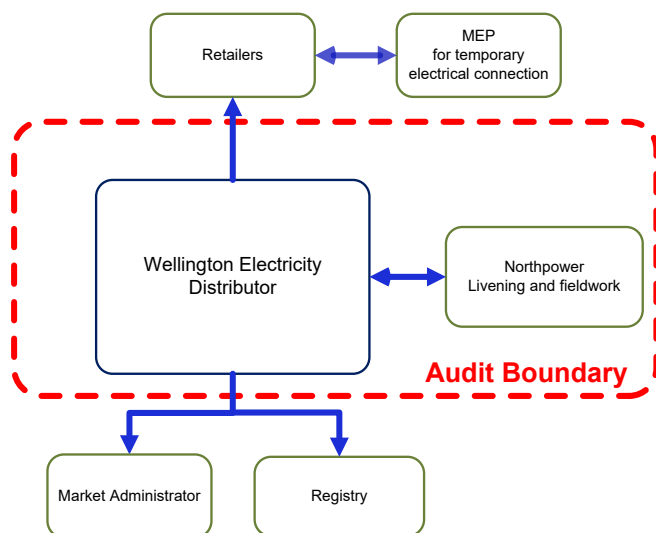 Retailers
MEP
for temporary
electrical connection
Wellington Electricity
Distributor
Northpower
Livening and fieldwork
Audit Boundary
Market Administrator
Registry